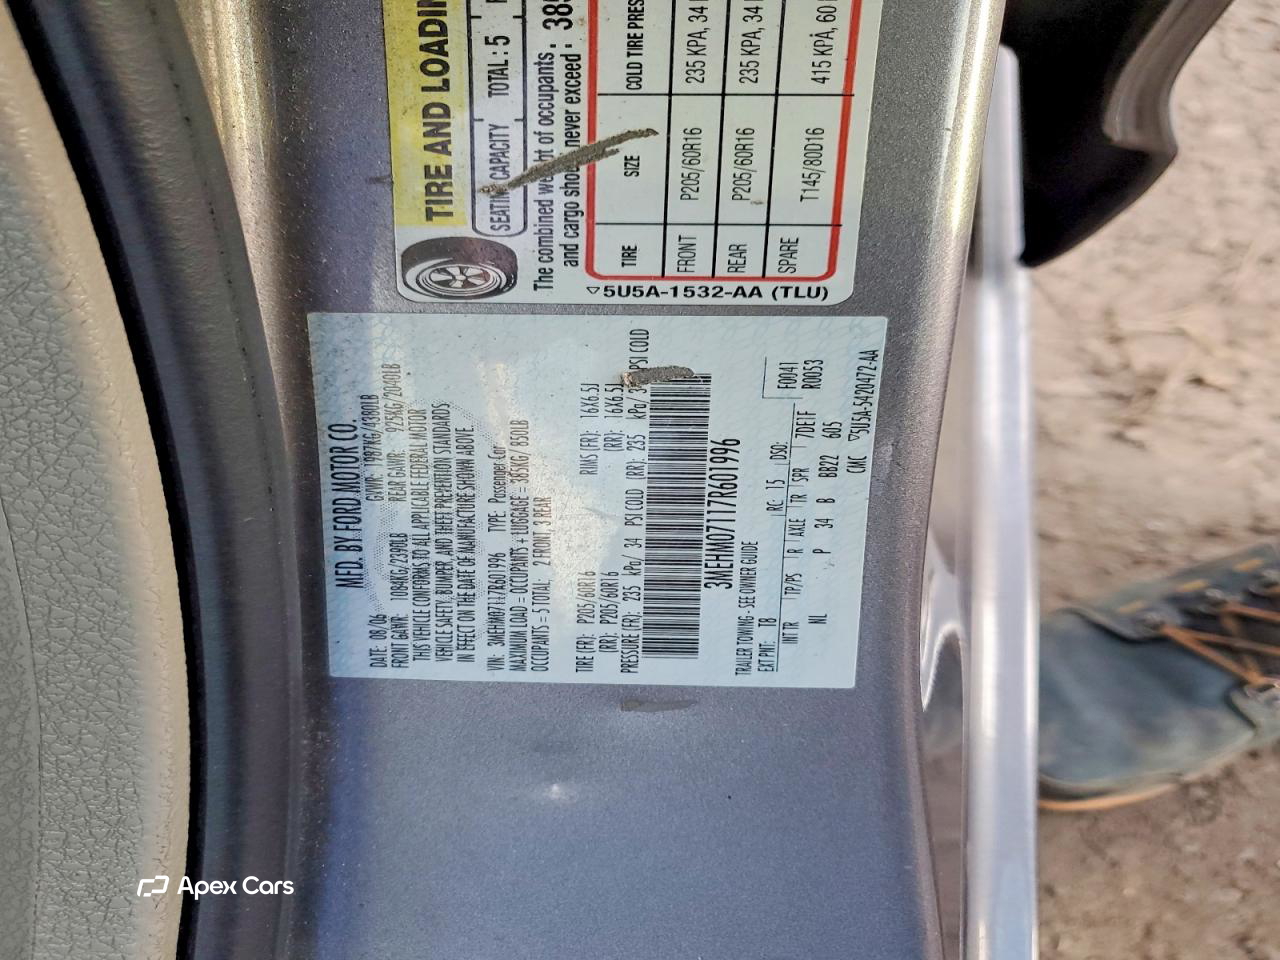 TIRE AND LOADIN
SEATING CAPACITY TOTAL : 5
The combined weight of occupants
and cargo should never exceed : 385
TIRE SIZE COLD TIRE PRES
FRONT P205/60R16 235 KPA, 34
REAR P205/60R16 235 KPA, 34
SPARE T145/80D16 415 KPA, 60
5U5A-1532-AA (TLU)
MFD. BY FORD MOTOR CO.
DATE: 08/06 GVWR: 1987KG/4380LB
FRONT GAWR: 1084KG/2390LB REAR GAWR: 925KG/2040LB
THIS VEHICLE CONFORMS TO ALL APPLICABLE FEDERAL MOTOR
VEHICLE SAFETY, BUMPER, AND THEFT PREVENTION STANDARDS
IN EFFECT ON THE DATE OF MANUFACTURE SHOWN ABOVE.
VIN: 3MEHM07117R601996 TYPE: Passenger Car
MAXIMUM LOAD = OCCUPANTS + LUGGAGE = 385KG/ 850LB
OCCUPANTS = 5 TOTAL: 2 FRONT, 3 REAR
TIRE (FR): P205/60R16 RIMS (FR): 16X6.5J
(RR): P205/60R16 (RR): 16X6.5J
PRESSURE (FR): 235 kPa/ 34 PSI COLD (RR): 235 kPa/ PSI COLD
3MEHM07117R601996
TRAILER TOWING - SEE OWNER GUIDE
EXT PNT: T8 RC: 15 DSO: F0041
R0053
INT TR TP/PS R AXLE TR SPR 7DE1F
NL P 34 B BB22 605
CMC 5U5A-5420472-AA
Apex Cars